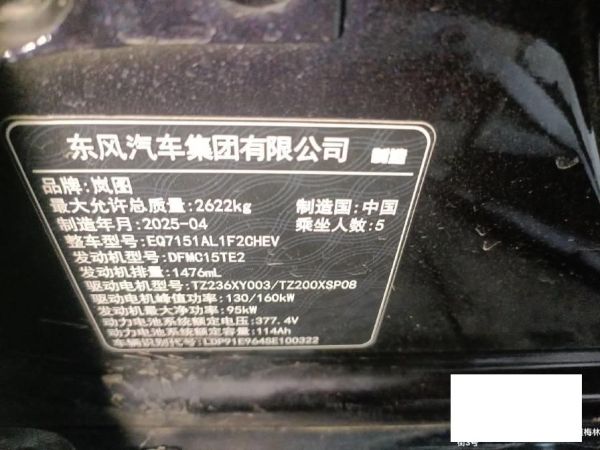 东风汽车集团有限公司 制造
品牌:岚图
最大允许总质量:2622kg 制造国:中国
制造年月:2025-04 乘坐人数:5
整车型号:EQ7151AL1F2CHEV
发动机型号:DFMC15TE2
发动机排量:1476mL
驱动电机型号:TZ236XY003/TZ200XSP08
驱动电机峰值功率:130/160kW
发动机最大净功率:95kW
动力电池系统额定电压:377.4V
动力电池系统额定容量:114Ah
车辆识别代号:LDP91E964SE100322
梅林
街3号